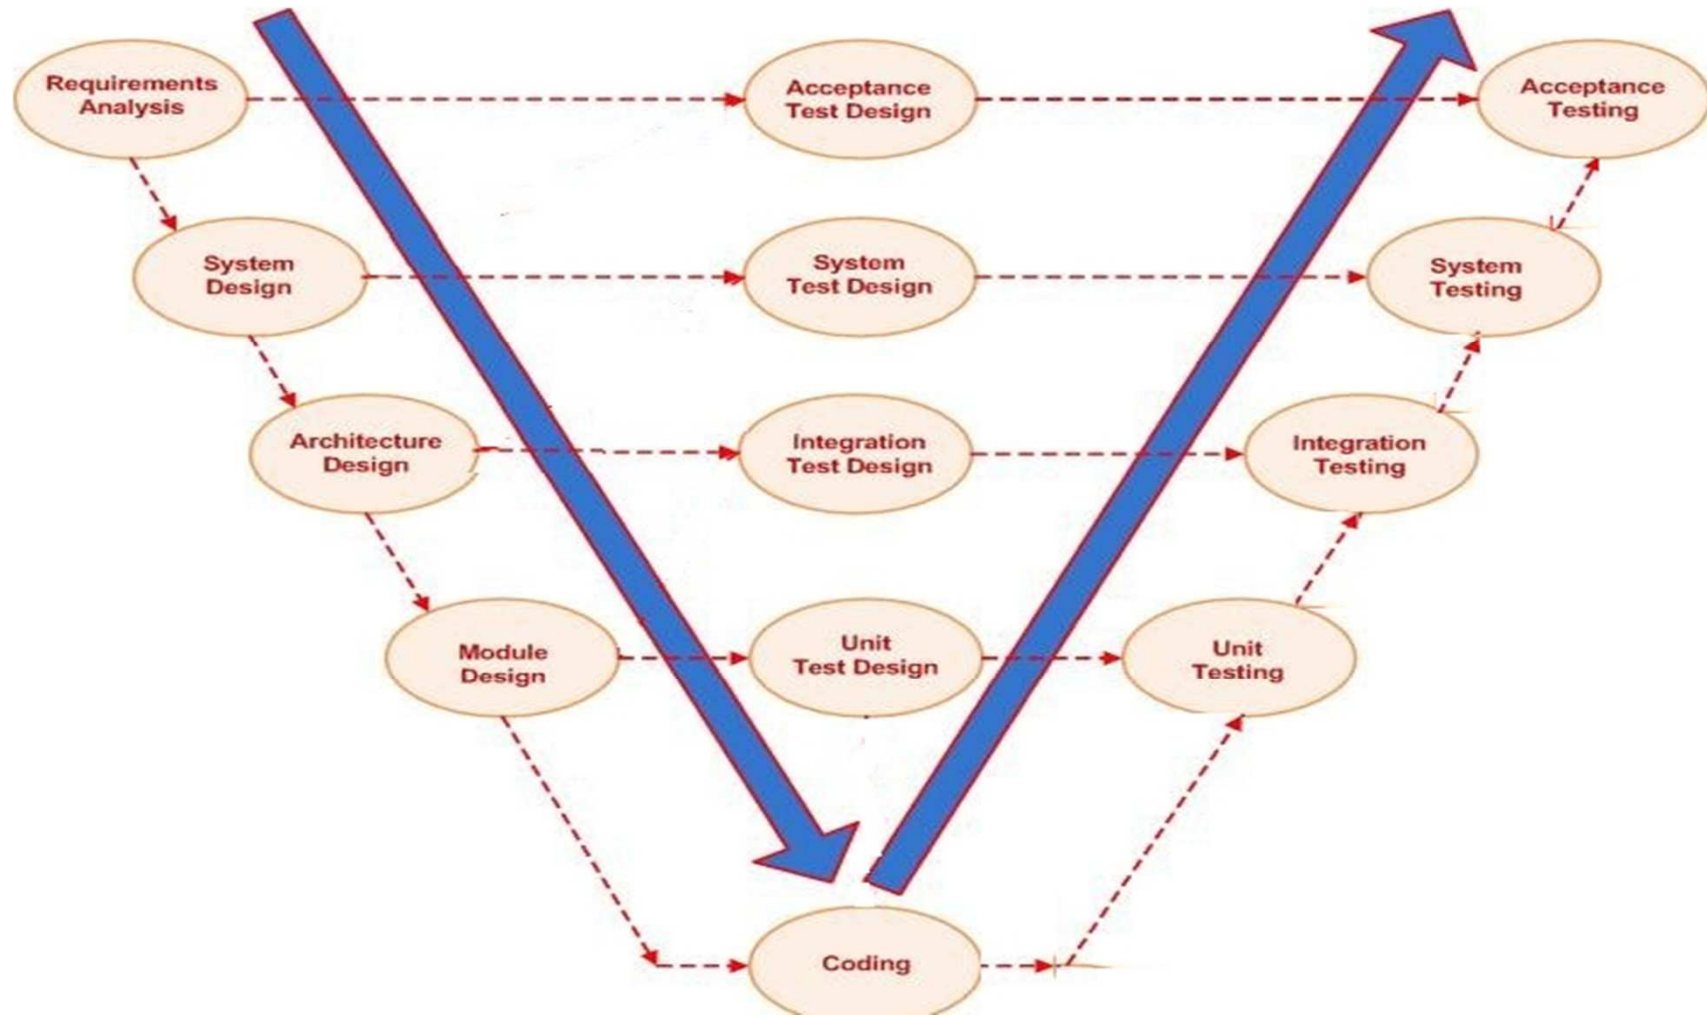 Requirements
Analysis
Acceptance
Test Design
Acceptance
Testing
System
Design
System
Test Design
System
Testing
Architecture
Design
Integration
Test Design
Integration
Testing
Module
Design
Unit
Test Design
Unit
Testing
Coding